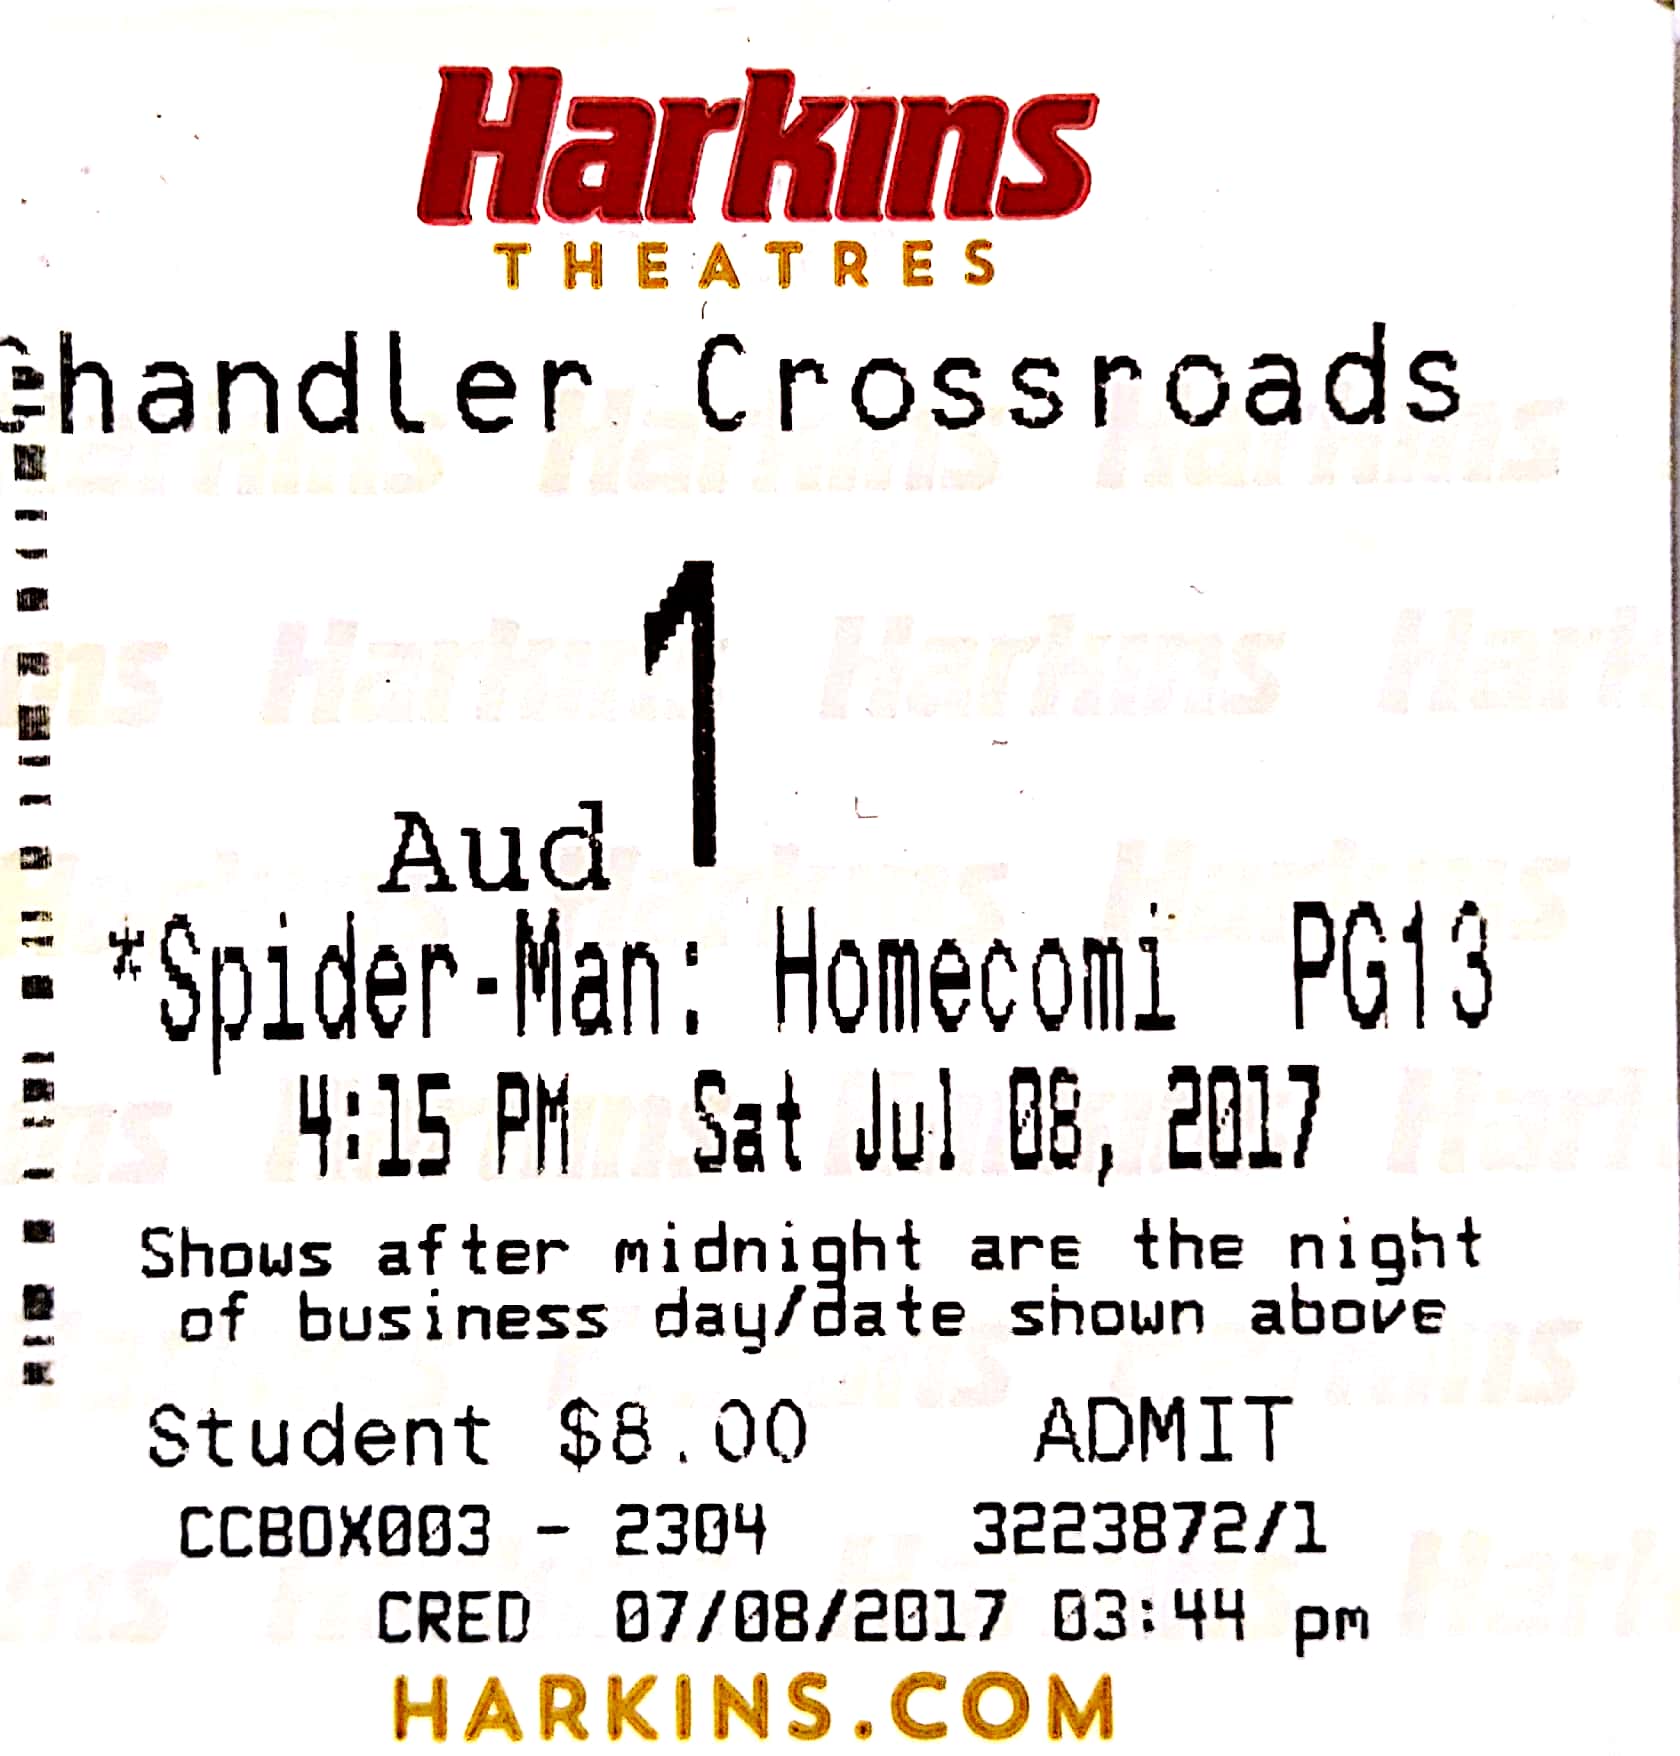 Harkins
THEATRES
Chandler Crossroads
Aud 1
*Spider-Man: Homecomi PG13
4:15 PM Sat Jul 08, 2017
Shows after midnight are the night
of business day/date shown above
Student $8.00 ADMIT
CCBOX003 - 2304 3223872/1
CRED 07/08/2017 03:44 pm
HARKINS.COM